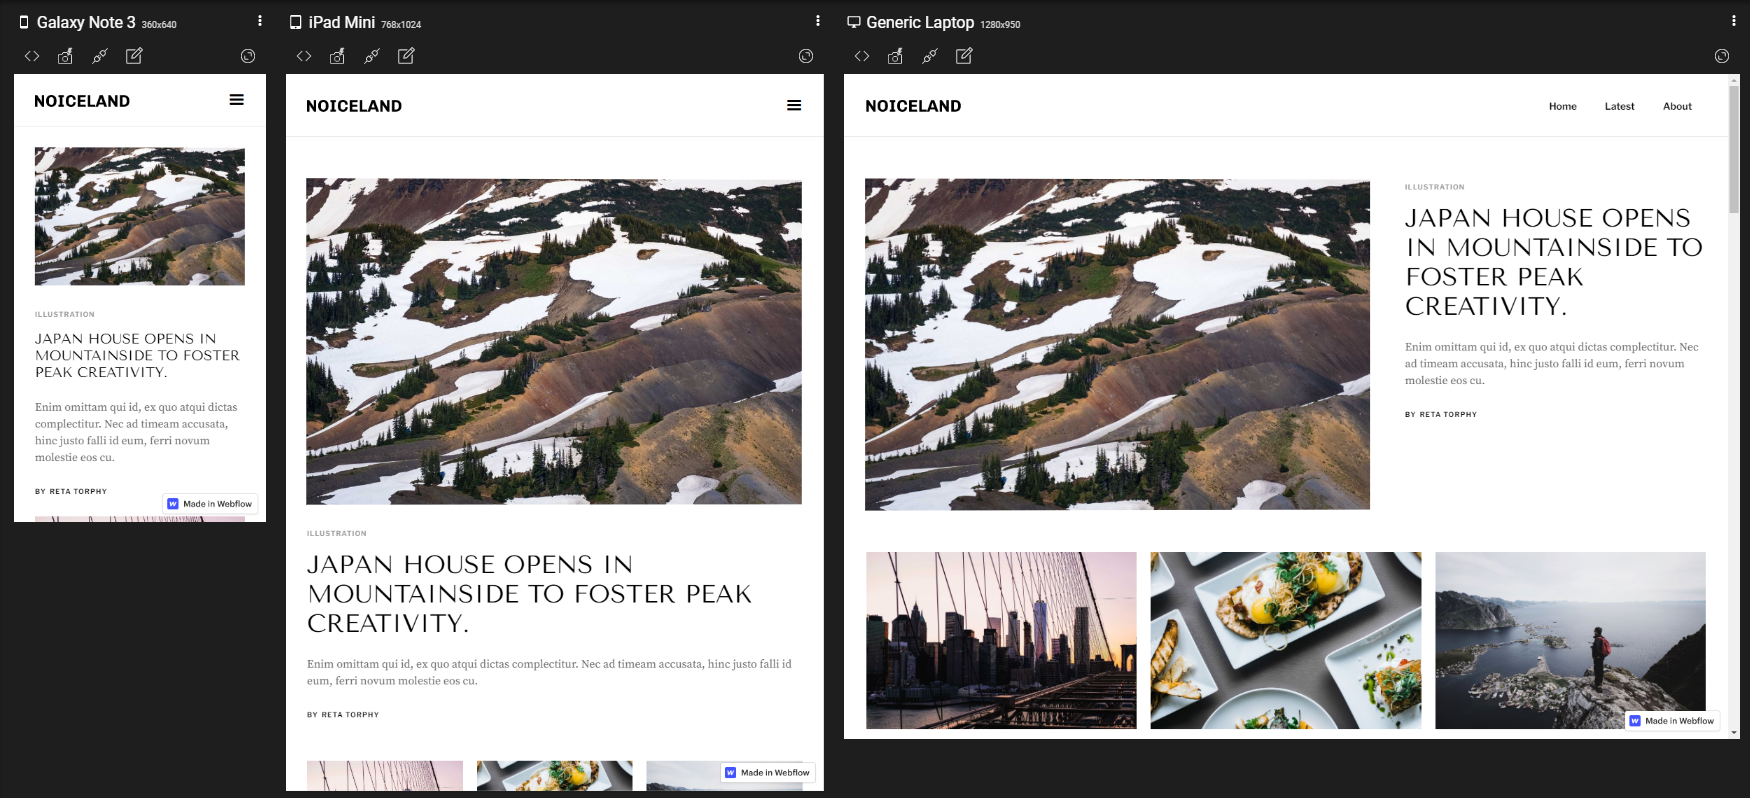 Galaxy Note 3 360x640
NOICELAND
ILLUSTRATION
JAPAN HOUSE OPENS IN
MOUNTAINSIDE TO FOSTER
PEAK CREATIVITY.
Enim omittam qui id, ex quo atqui dictas
complectitur. Nec ad timeam accusata,
hinc justo falli id eum, ferri novum
molestie eos cu.
BY RETA TORPHY
Made in Webflow
iPad Mini 768x1024
NOICELAND
ILLUSTRATION
JAPAN HOUSE OPENS IN
MOUNTAINSIDE TO FOSTER PEAK
CREATIVITY.
Enim omittam qui id, ex quo atqui dictas complectitur. Nec ad timeam accusata, hinc justo falli id
eum, ferri novum molestie eos cu.
BY RETA TORPHY
Made in Webflow
Generic Laptop 1280x950
NOICELAND
Home Latest About
ILLUSTRATION
JAPAN HOUSE OPENS
IN MOUNTAINSIDE TO
FOSTER PEAK
CREATIVITY.
Enim omittam qui id, ex quo atqui dictas complectitur. Nec
ad timeam accusata, hinc justo falli id eum, ferri novum
molestie eos cu.
BY RETA TORPHY
Made in Webflow